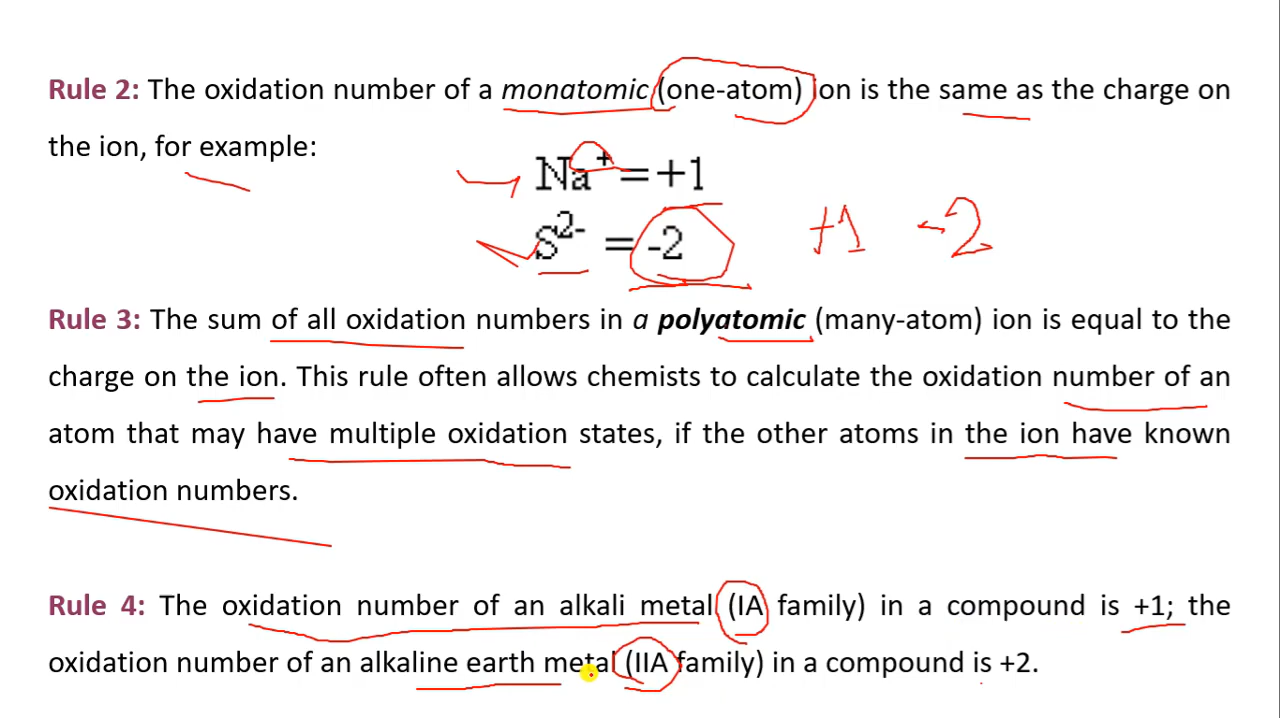 Rule 2: The oxidation number of a monatomic (one-atom) ion is the same as the charge on
the ion, for example:
Na⁺ = +1
S²⁻ = -2 +1 -2
Rule 3: The sum of all oxidation numbers in a polyatomic (many-atom) ion is equal to the
charge on the ion. This rule often allows chemists to calculate the oxidation number of an
atom that may have multiple oxidation states, if the other atoms in the ion have known
oxidation numbers.
Rule 4: The oxidation number of an alkali metal (IA family) in a compound is +1; the
oxidation number of an alkaline earth metal (IIA family) in a compound is +2.